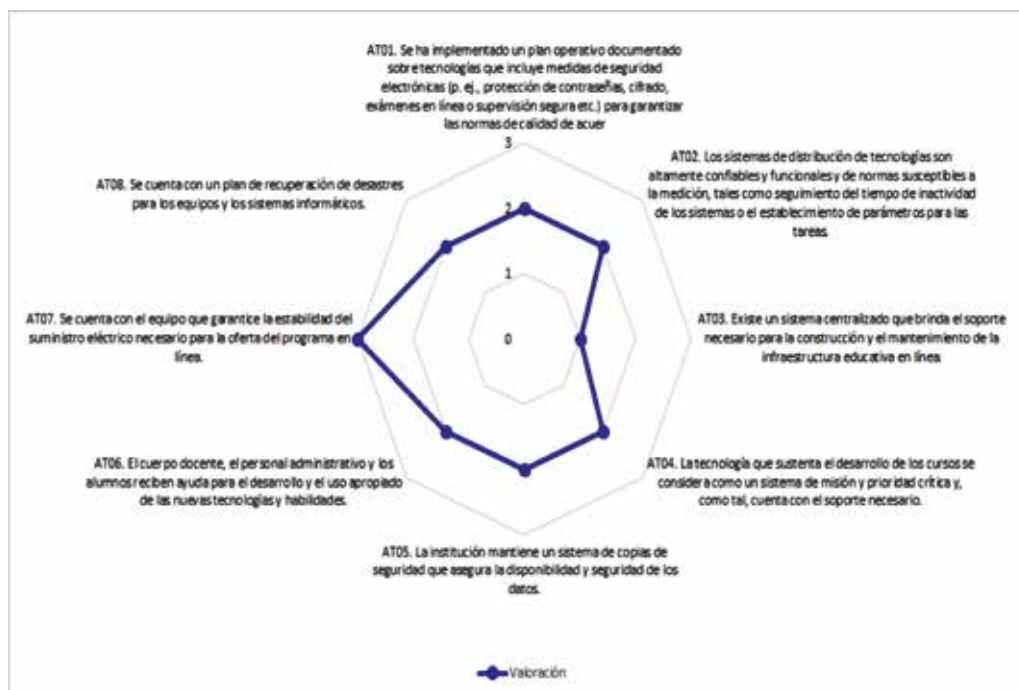 AT01. Se ha implementado un plan operativo documentado
sobre tecnologías que incluye medidas de seguridad
electrónicas (p. ej., protección de contraseñas, cifrado,
exámenes en línea o supervisión segura etc.) para garantizar
las normas de calidad de acuer
3
AT02. Los sistemas de distribución de tecnologías son
altamente confiables y funcionales y de normas susceptibles
a la medición, tales como seguimiento del tiempo de inactividad
de los sistemas o el establecimiento de parámetros para las
tareas.
AT08. Se cuenta con un plan de recuperación de desastres
para los equipos y los sistemas informáticos.
2
1
AT07. Se cuenta con el equipo que garantice la estabilidad del
suministro eléctrico necesario para la oferta del programa en
línea.
0
AT03. Existe un sistema centralizado que brinda el soporte
necesario para la construcción y el mantenimiento de la
infraestructura educativa en línea.
AT06. El cuerpo docente, el personal administrativo y los
alumnos reciben ayuda para el desarrollo y el uso apropiado
de las nuevas tecnologías y habilidades.
AT04. La tecnología que sustenta el desarrollo de los cursos se
considera como un sistema de misión y prioridad crítica y,
como tal, cuenta con el soporte necesario.
AT05. La institución mantiene un sistema de copias de
seguridad que asegura la disponibilidad y seguridad de los
datos.
Valoración